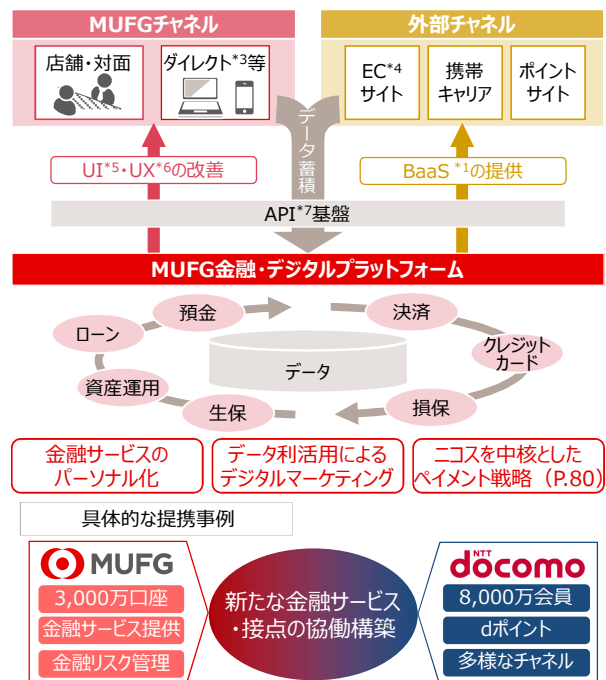 MUFGチャネル
外部チャネル
店舗・対面
ダイレクト*3等
EC*4
サイト
携帯
キャリア
ポイント
サイト
データ蓄積
UI*5・UX*6の改善
BaaS *1の提供
API*7基盤
MUFG金融・デジタルプラットフォーム
預金
決済
ローン
クレジット
カード
データ
資産運用
生保
損保
金融サービスの
パーソナル化
データ利活用による
デジタルマーケティング
ニコスを中核とした
ペイメント戦略（P.80）
具体的な提携事例
MUFG
3,000万口座
金融サービス提供
金融リスク管理
新たな金融サービス
・接点の協働構築
NTT
docomo
8,000万会員
dポイント
多様なチャネル